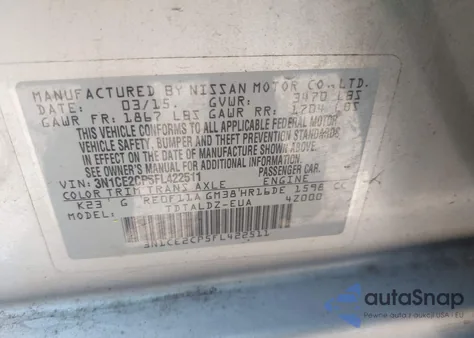 MANUFACTURED BY NISSAN MOTOR CO., LTD.
DATE: 03/15. GVWR: 3470 LBS
GAWR FR: 1867 LBS GAWR RR: 1704 LBS
THIS VEHICLE CONFORMS TO ALL APPLICABLE FEDERAL MOTOR
VEHICLE SAFETY, BUMPER AND THEFT PREVENTION STANDARDS
IN EFFECT ON THE DATE OF MANUFACTURE SHOWN ABOVE.
SEE OWNER'S MANUAL FOR ADDITIONAL INFORMATION
VIN: 3N1CE2CP5FL422511 PASSENGER CAR
COLOR TRIM TRANS AXLE ENGINE
K23 G RE0F11A GM38 HR16DE 1598 CC
MODEL: TDTALDZ-EUA 4Z000
3N1CE2CP5FL422511
autoSnap